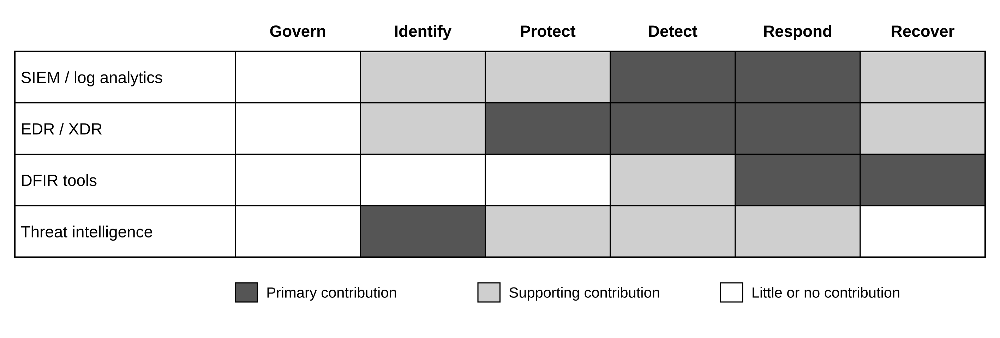 Govern Identify Protect Detect Respond Recover
SIEM / log analytics
EDR / XDR
DFIR tools
Threat intelligence
Primary contribution Supporting contribution Little or no contribution